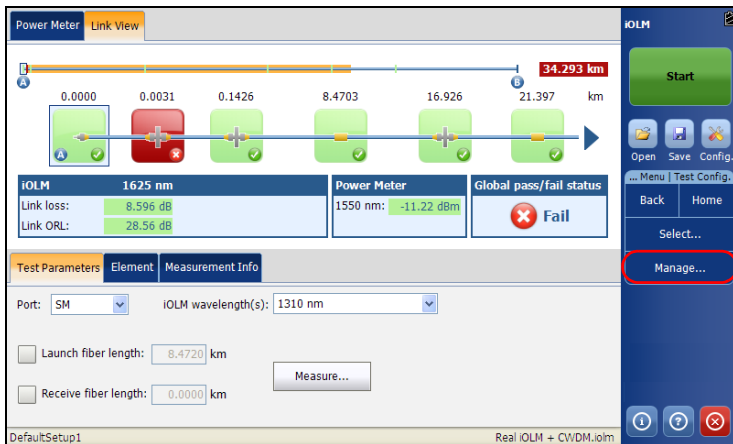 Power Meter Link View
iOLM
34.293 km
A B
0.0000 0.0031 0.1426 8.4703 16.926 21.397 km
A
Start
Open Save Config.
iOLM 1625 nm
Link loss: 8.596 dB
Link ORL: 28.56 dB
Power Meter
1550 nm: -11.22 dBm
Global pass/fail status
Fail
... Menu | Test Config.
Back Home
Select...
Manage...
Test Parameters Element Measurement Info
Port: SM iOLM wavelength(s): 1310 nm
Launch fiber length: 8.4720 km
Measure...
Receive fiber length: 0.0000 km
DefaultSetup1 Real iOLM + CWDM.iolm